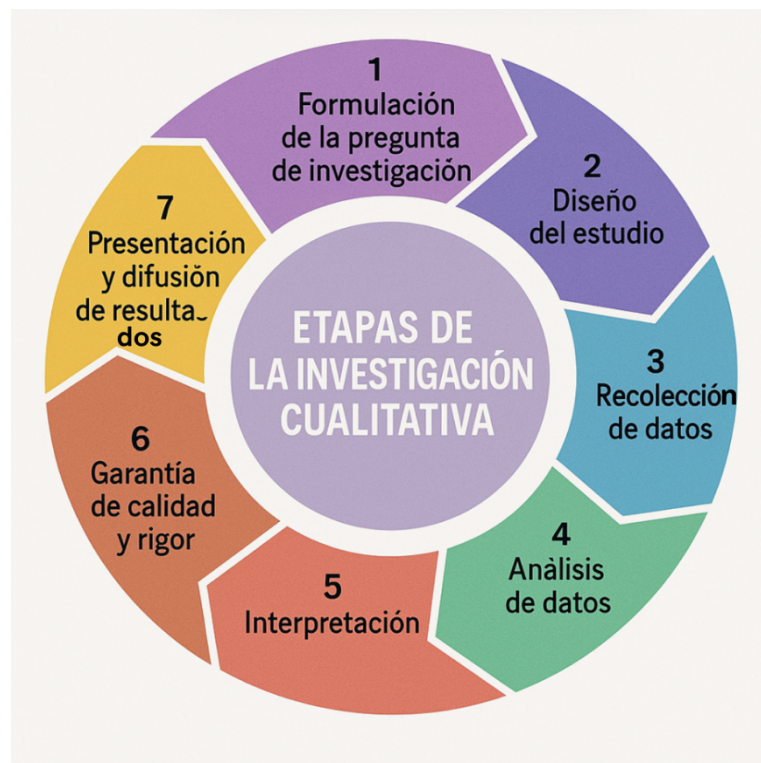 1
Formulación
de la pregunta
de investigación
2
Diseño
del estudio
3
Recolección
de datos
4
Anàlisis
de datos
5
Interpretación
6
Garantía
de calidad
y rigor
7
Presentación
y difusión
de resulta-
dos
ETAPAS DE
LA INVESTIGACIÓN
CUALITATIVA